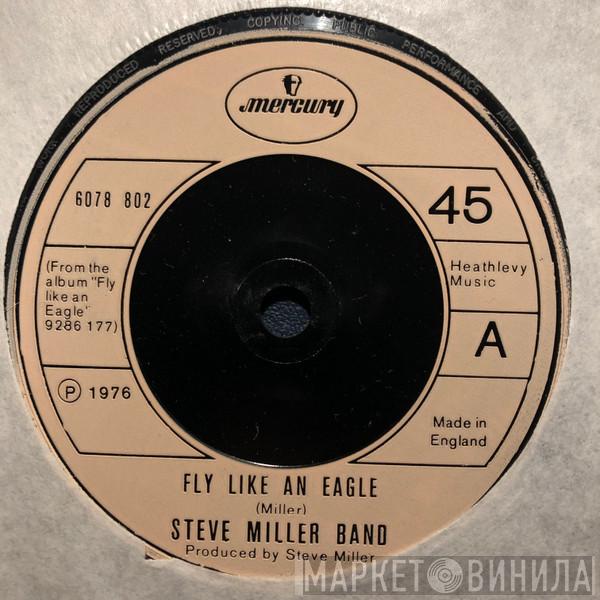 REPRODUCED RESERVED, COPYING PUBLIC PERFORMANCE AND
mercury
6078 802
45
(From the
album "Fly
like an
Eagle"
9286 177)
Heathlevy
Music
A
℗ 1976
Made in
England
FLY LIKE AN EAGLE
(Miller)
STEVE MILLER BAND
Produced by Steve Miller
МАРКЕТ ВИНИЛА